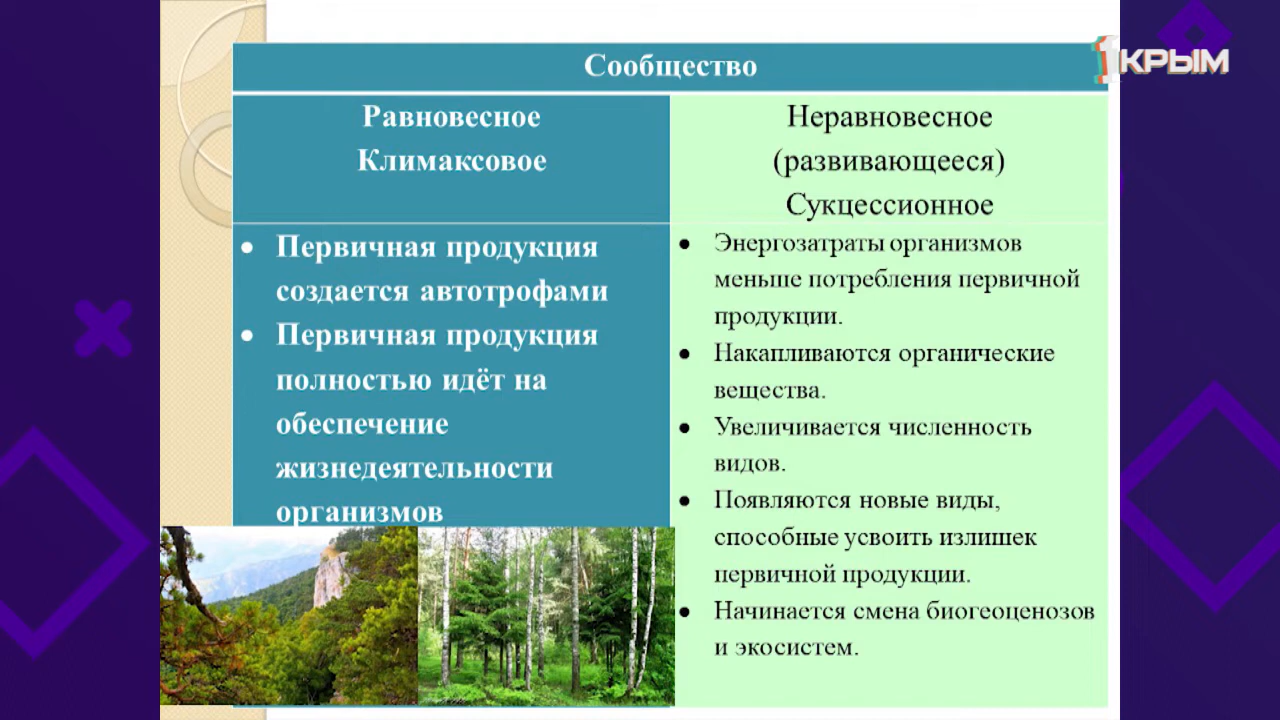 Сообщество
1КРЫМ
Равновесное
Климаксовое
Неравновесное
(развивающееся)
Сукцессионное
• Первичная продукция
создается автотрофами
• Первичная продукция
полностью идёт на
обеспечение
жизнедеятельности
организмов
• Энергозатраты организмов
меньше потребления первичной
продукции.
• Накапливаются органические
вещества.
• Увеличивается численность
видов.
• Появляются новые виды,
способные усвоить излишек
первичной продукции.
• Начинается смена биогеоценозов
и экосистем.